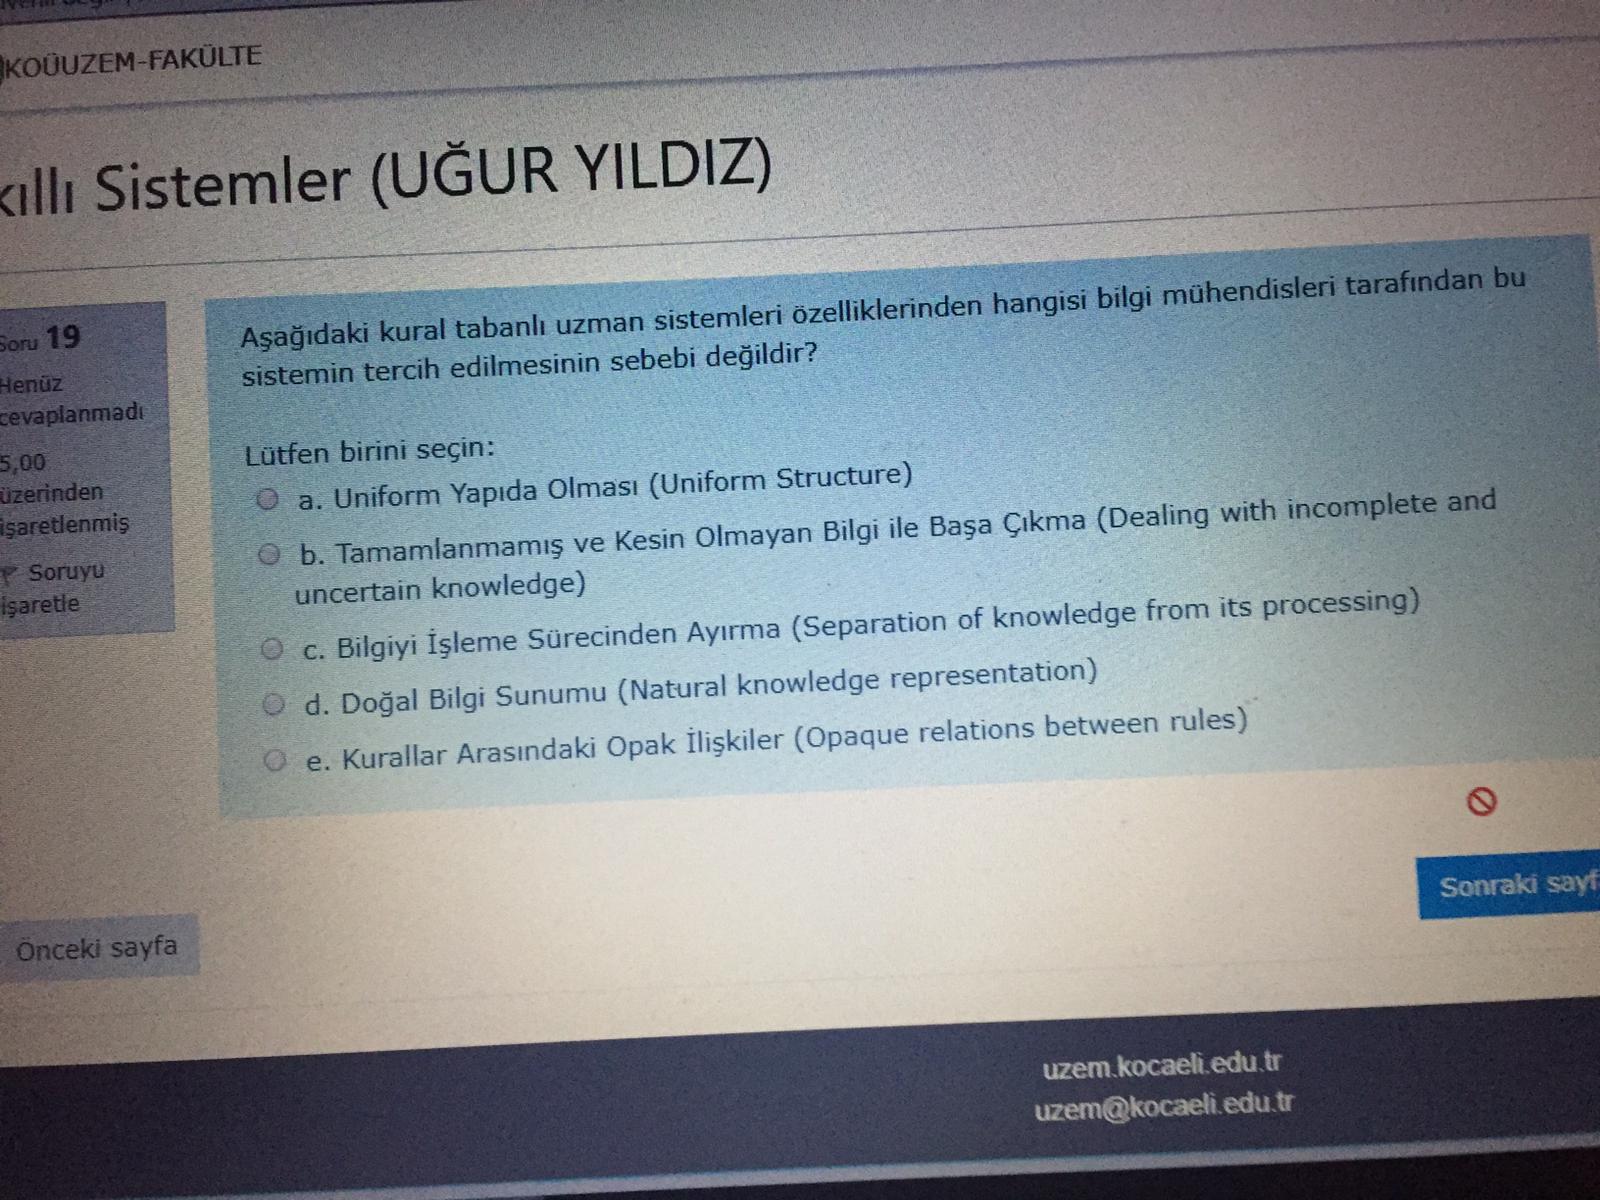 KOÜUZEM-FAKÜLTE
kıllı Sistemler (UĞUR YILDIZ)
Soru 19
Henüz
cevaplanmadı
5,00
üzerinden
işaretlenmiş
Soruyu
işaretle
Aşağıdaki kural tabanlı uzman sistemleri özelliklerinden hangisi bilgi mühendisleri tarafından bu
sistemin tercih edilmesinin sebebi değildir?
Lütfen birini seçin:
a. Uniform Yapıda Olması (Uniform Structure)
b. Tamamlanmamış ve Kesin Olmayan Bilgi ile Başa Çıkma (Dealing with incomplete and
uncertain knowledge)
c. Bilgiyi İşleme Sürecinden Ayırma (Separation of knowledge from its processing)
d. Doğal Bilgi Sunumu (Natural knowledge representation)
e. Kurallar Arasındaki Opak İlişkiler (Opaque relations between rules)
Önceki sayfa
Sonraki sayf
uzem.kocaeli.edu.tr
uzem@kocaeli.edu.tr